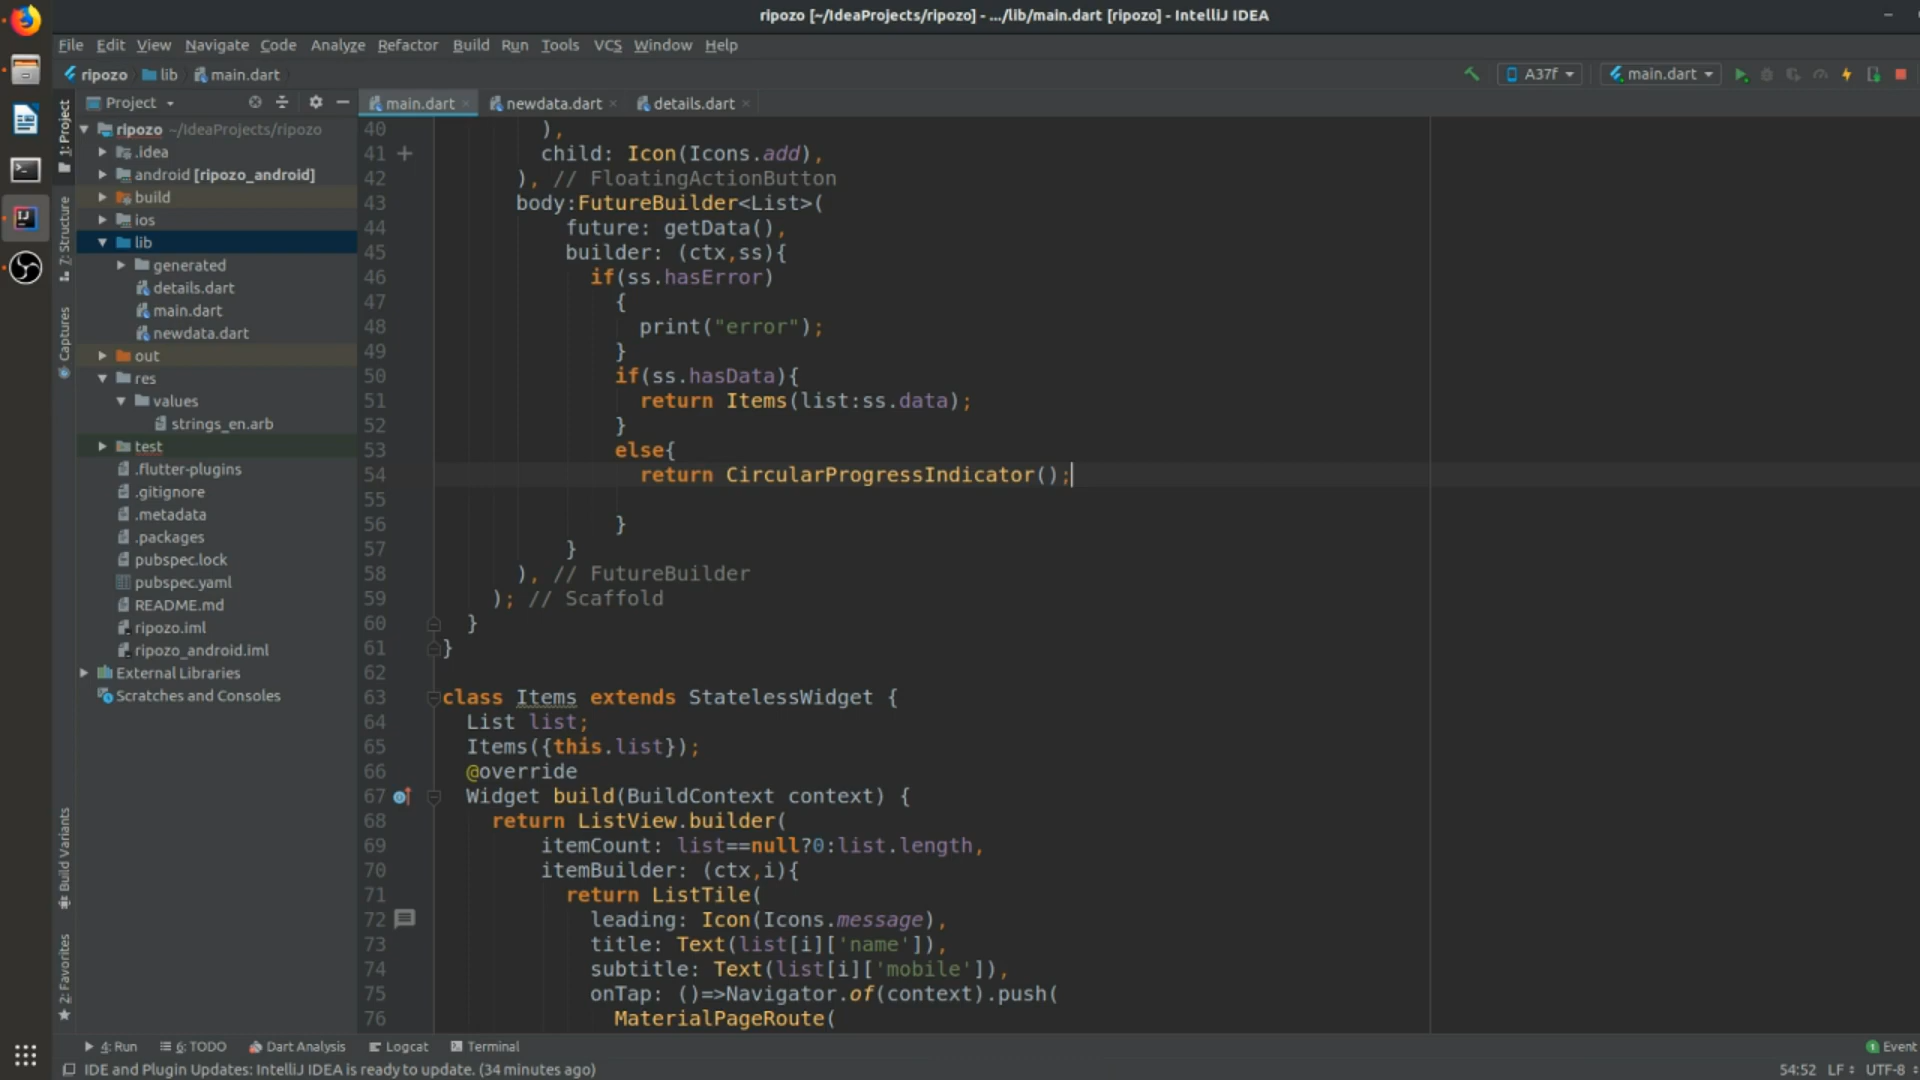 ripozo [~/IdeaProjects/ripozo] - .../lib/main.dart [ripozo] - IntelliJ IDEA
File Edit View Navigate Code Analyze Refactor Build Run Tools VCS Window Help
ripozo lib main.dart A37f main.dart
Project main.dart newdata.dart details.dart
1: Project
7: Structure
Captures
Build Variants
2: Favorites
ripozo ~/IdeaProjects/ripozo
.idea
android [ripozo_android]
build
ios
lib
generated
details.dart
main.dart
newdata.dart
out
res
values
strings_en.arb
test
.flutter-plugins
.gitignore
.metadata
.packages
pubspec.lock
pubspec.yaml
README.md
ripozo.iml
ripozo_android.iml
External Libraries
Scratches and Consoles
40 ),
41 child: Icon(Icons.add),
42 ), // FloatingActionButton
43 body:FutureBuilder<List>(
44 future: getData(),
45 builder: (ctx,ss){
46 if(ss.hasError)
47 {
48 print("error");
49 }
50 if(ss.hasData){
51 return Items(list:ss.data);
52 }
53 else{
54 return CircularProgressIndicator();
55
56 }
57 }
58 ), // FutureBuilder
59 ); // Scaffold
60 }
61 }
62
63 class Items extends StatelessWidget {
64 List list;
65 Items({this.list});
66 @override
67 Widget build(BuildContext context) {
68 return ListView.builder(
69 itemCount: list==null?0:list.length,
70 itemBuilder: (ctx,i){
71 return ListTile(
72 leading: Icon(Icons.message),
73 title: Text(list[i]['name']),
74 subtitle: Text(list[i]['mobile']),
75 onTap: ()=>Navigator.of(context).push(
76 MaterialPageRoute(
4: Run 6: TODO Dart Analysis Logcat Terminal 1 Event
IDE and Plugin Updates: IntelliJ IDEA is ready to update. (34 minutes ago) 54:52 LF UTF-8